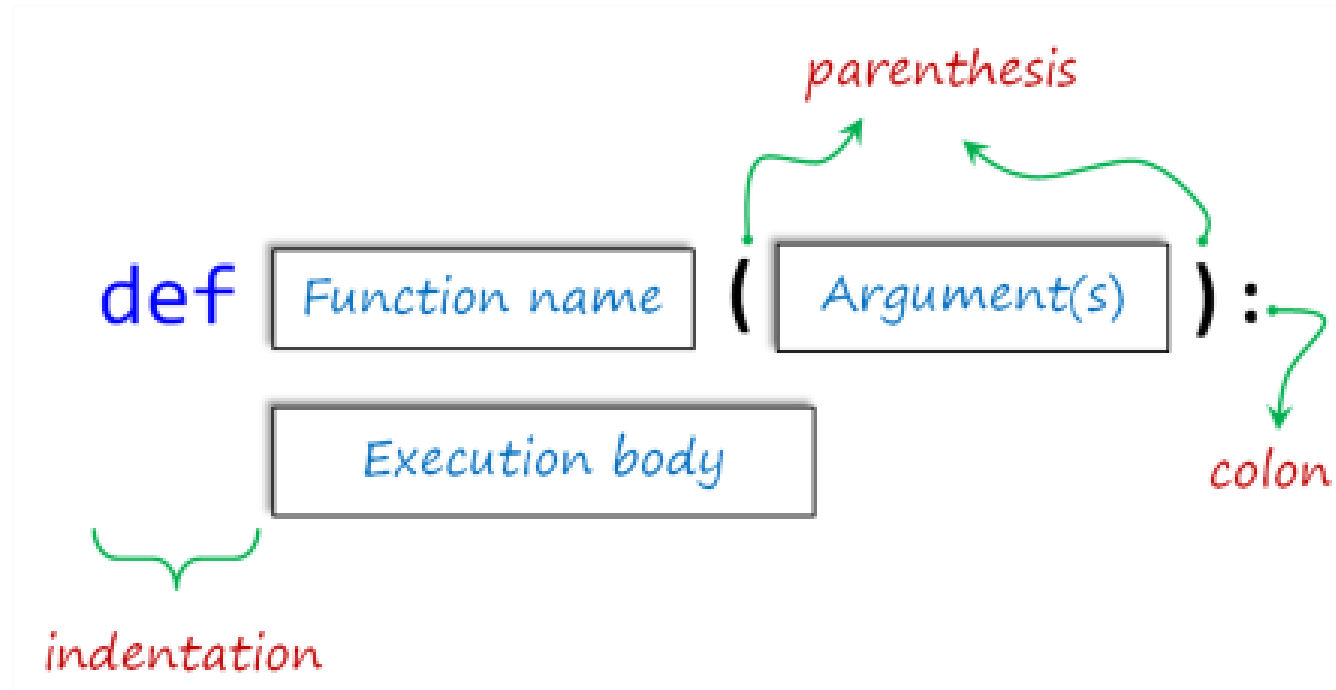 parenthesis
def Function name ( Argument(s) ):
Execution body
colon
indentation